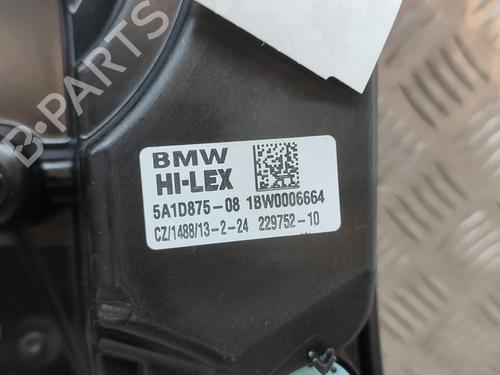 B-PARTS
BMW
HI-LEX
5A1D875-08 1BW0006664
CZ/1488/13-2-24 229752-10